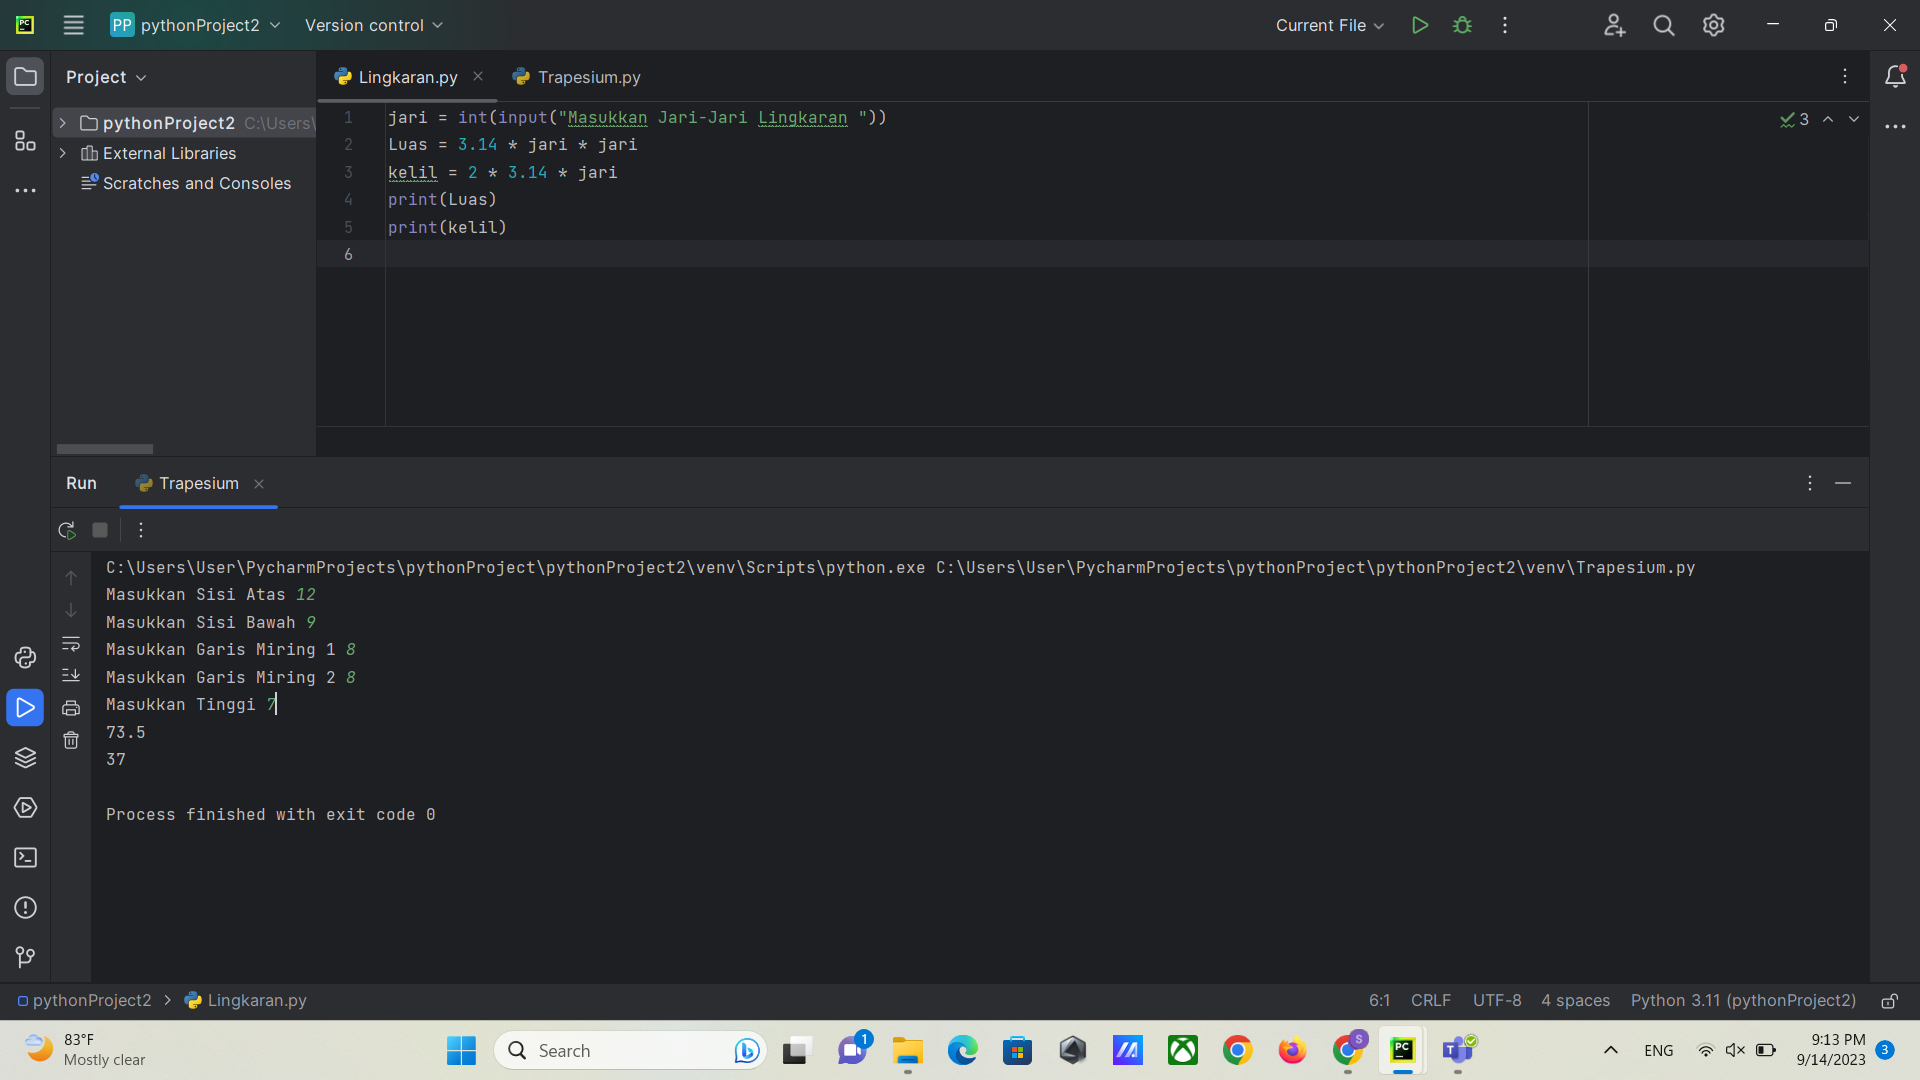 PC
PP pythonProject2 Version control Current File
Project
Lingkaran.py Trapesium.py
pythonProject2 C:\Users\
External Libraries
Scratches and Consoles
1 jari = int(input("Masukkan Jari-Jari Lingkaran "))
2 Luas = 3.14 * jari * jari
3 kelil = 2 * 3.14 * jari
4 print(Luas)
5 print(kelil)
6
3
Run Trapesium
C:\Users\User\PycharmProjects\pythonProject\pythonProject2\venv\Scripts\python.exe C:\Users\User\PycharmProjects\pythonProject\pythonProject2\venv\Trapesium.py
Masukkan Sisi Atas 12
Masukkan Sisi Bawah 9
Masukkan Garis Miring 1 8
Masukkan Garis Miring 2 8
Masukkan Tinggi 7
73.5
37
Process finished with exit code 0
pythonProject2 > Lingkaran.py 6:1 CRLF UTF-8 4 spaces Python 3.11 (pythonProject2)
83°F
Mostly clear
Search
1
S
PC
T
ENG
9:13 PM
9/14/2023
3